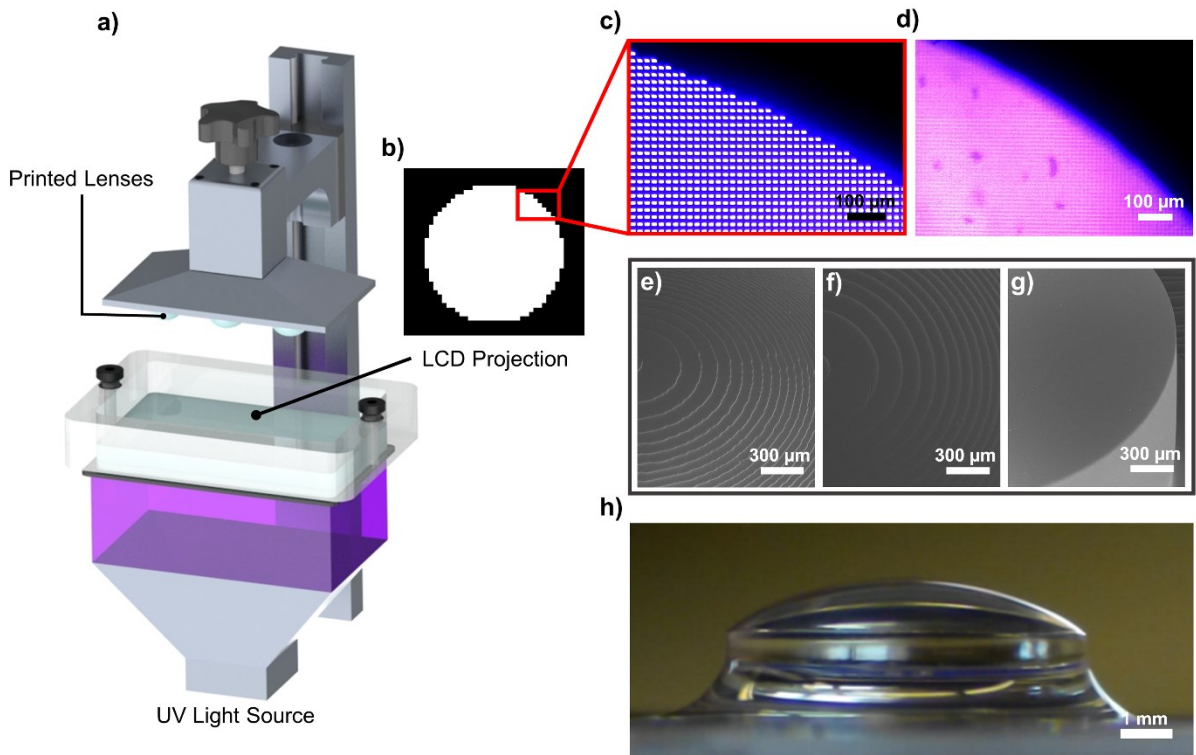 a)
Printed Lenses
b)
LCD Projection
UV Light Source
c)
100 µm
d)
100 µm
e)
300 µm
f)
300 µm
g)
300 µm
h)
1 mm